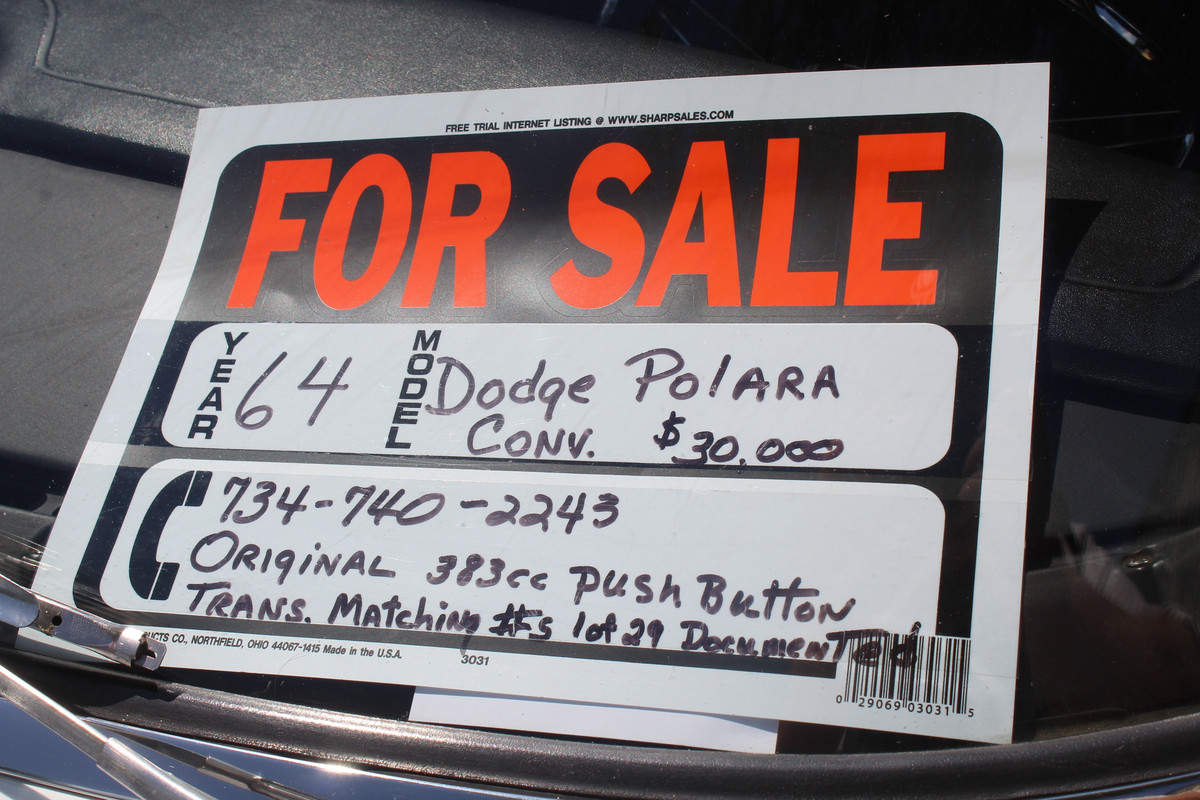 FREE TRIAL INTERNET LISTING @ WWW.SHARPSALES.COM
FOR SALE
YEAR 64 MODEL Dodge PolARA
CONV. $30,000
734-740-2243
ORIGINAL 383cc PUSH BUTTON
TRANS. Matching #5s 1of 29 DocumenTed
UCTS CO., NORTHFIELD, OHIO 44067-1415 Made in the U.S.A.
3031
0 29069 03031 5